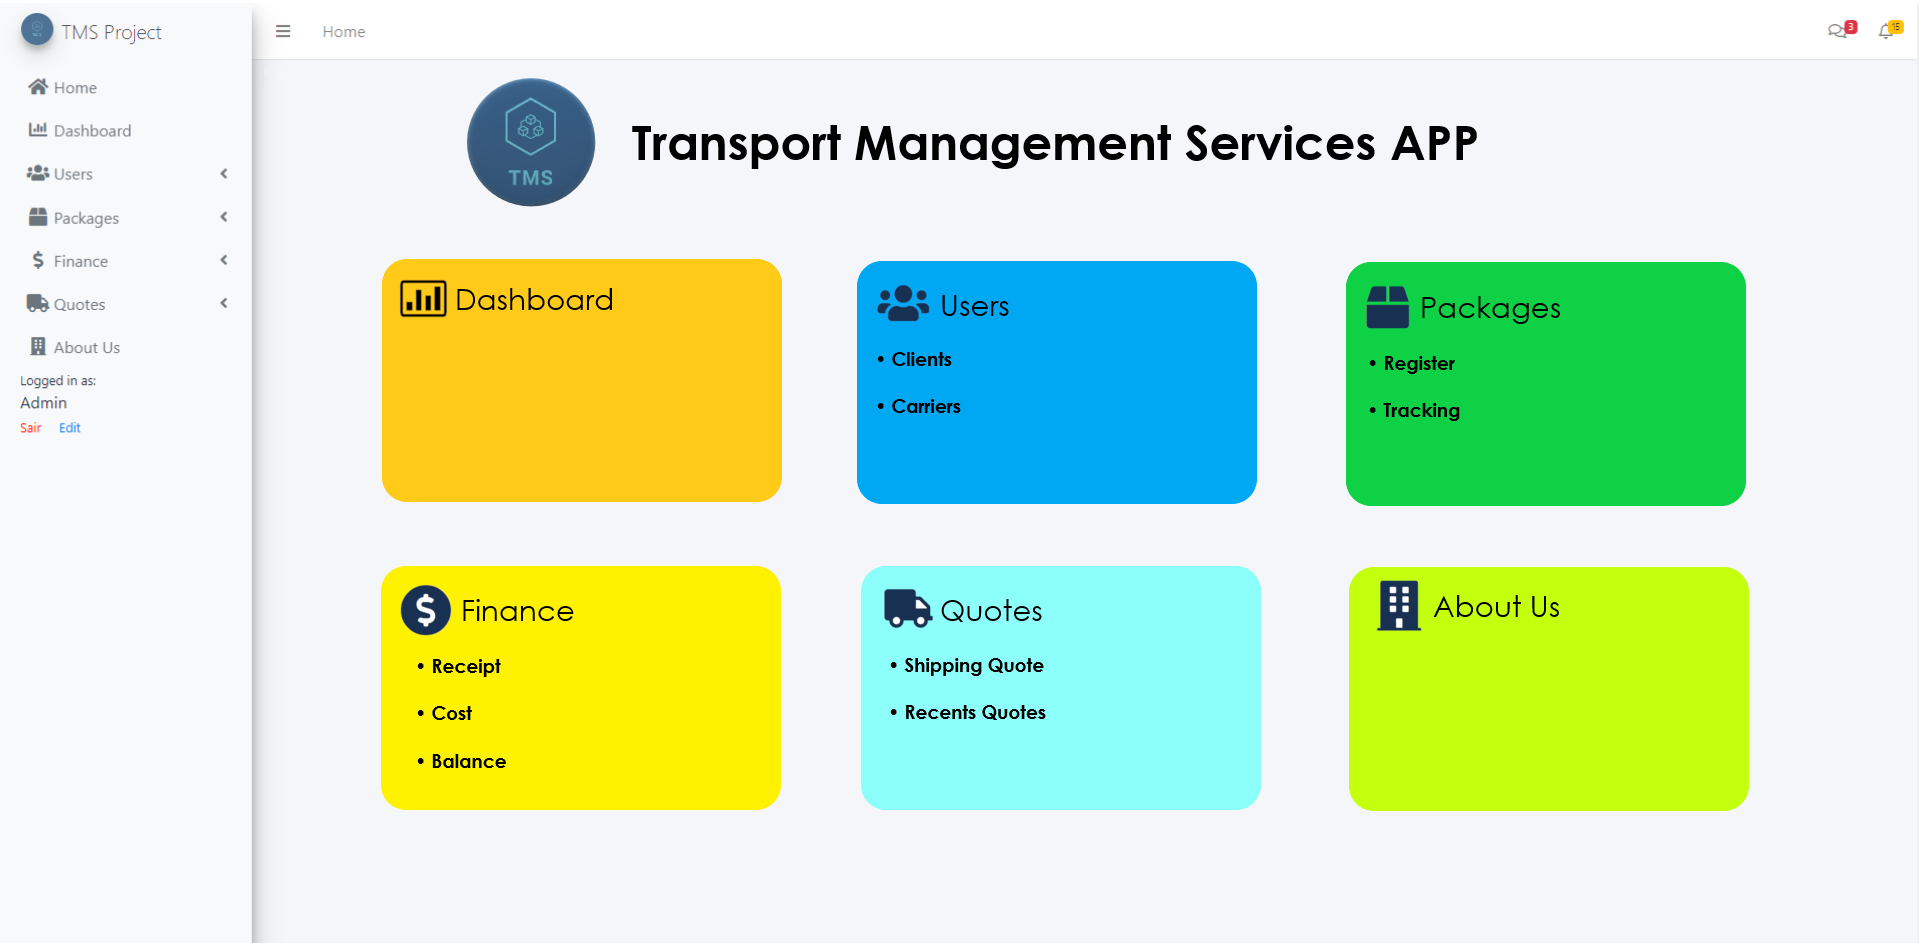 TMS Project
Home
Dashboard
Users
Packages
Finance
Quotes
About Us
Logged in as:
Admin
Sair Edit
Home
3
15
TMS
Transport Management Services APP
Dashboard
Users
• Clients
• Carriers
Packages
• Register
• Tracking
Finance
• Receipt
• Cost
• Balance
Quotes
• Shipping Quote
• Recents Quotes
About Us